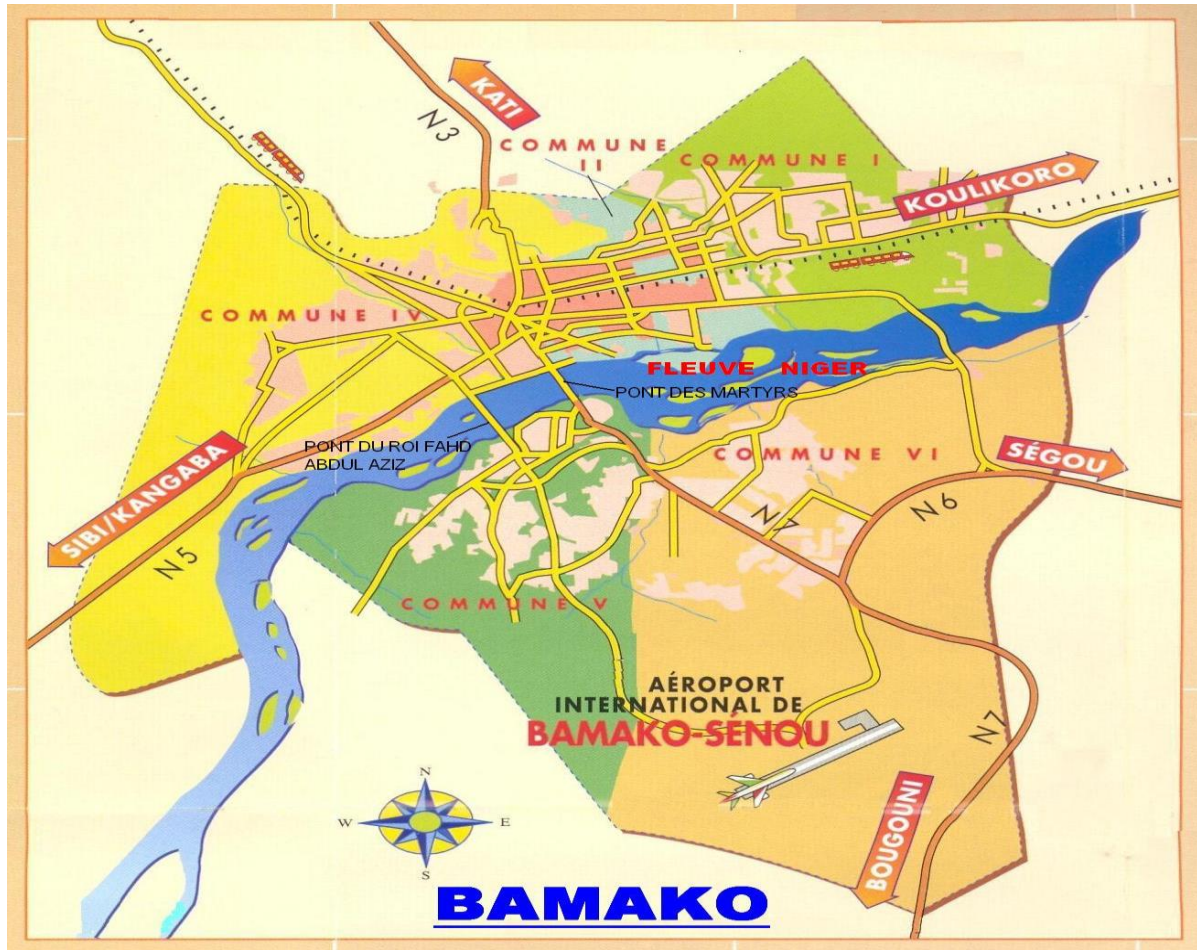 KATI
N3
COMMUNE
II
COMMUNE I
KOULIKORO
COMMUNE IV
FLEUVE NIGER
PONT DES MARTYRS
PONT DU ROI FAHD
ABDUL AZIZ
COMMUNE VI
SÉGOU
SIBI/KANGABA
N5
N7
N6
COMMUNE V
AÉROPORT
INTERNATIONAL DE
BAMAKO-SÉNOU
N7
BOUGOUNI
N
W
E
S
BAMAKO